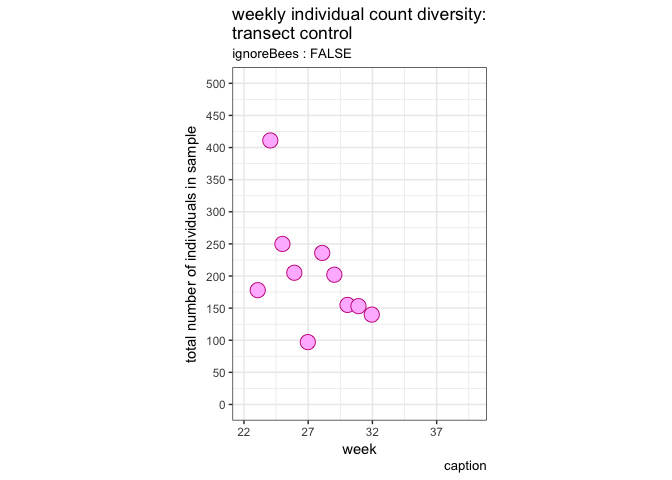 weekly individual count diversity:
transect control
ignoreBees : FALSE
total number of individuals in sample
500
450
400
350
300
250
200
150
100
50
0
22 27 32 37
week
caption